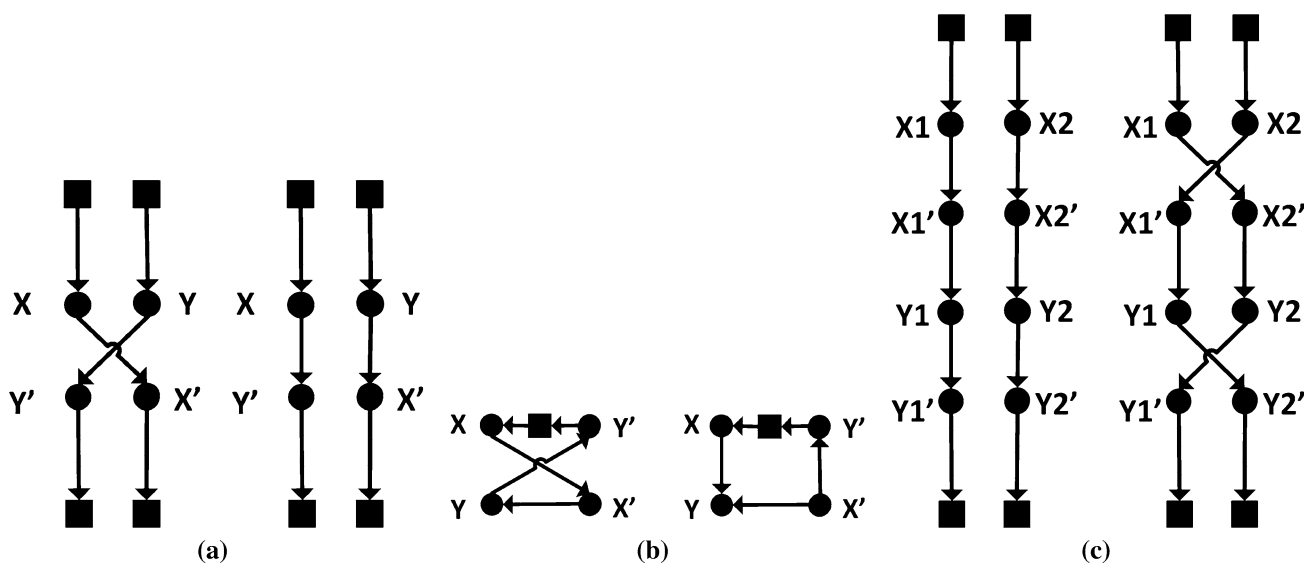 X1 X2 X1 X2
X1' X2' X1' X2'
X Y X Y
Y1 Y2 Y1 Y2
Y' X' Y' X'
Y1' Y2' Y1' Y2'
X Y' X Y'
Y X' Y X'
(a) (b) (c)